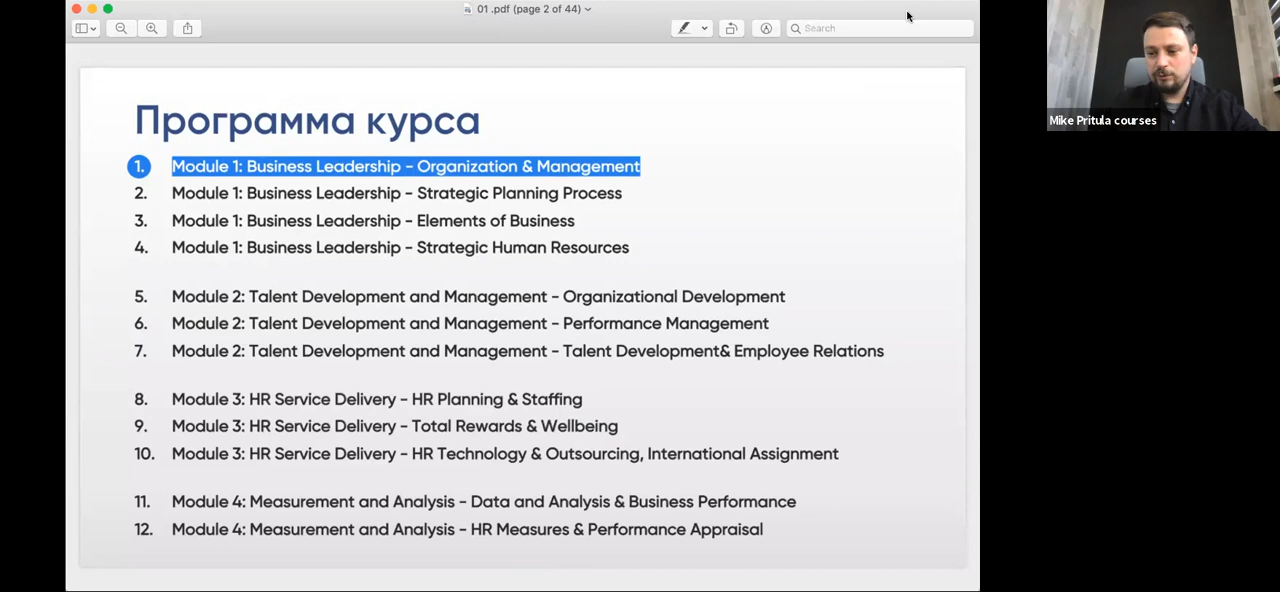 01 .pdf (page 2 of 44)
Search
Mike Pritula courses
Программа курса
1. Module 1: Business Leadership - Organization & Management
2. Module 1: Business Leadership - Strategic Planning Process
3. Module 1: Business Leadership - Elements of Business
4. Module 1: Business Leadership - Strategic Human Resources
5. Module 2: Talent Development and Management - Organizational Development
6. Module 2: Talent Development and Management - Performance Management
7. Module 2: Talent Development and Management - Talent Development& Employee Relations
8. Module 3: HR Service Delivery - HR Planning & Staffing
9. Module 3: HR Service Delivery - Total Rewards & Wellbeing
10. Module 3: HR Service Delivery - HR Technology & Outsourcing, International Assignment
11. Module 4: Measurement and Analysis - Data and Analysis & Business Performance
12. Module 4: Measurement and Analysis - HR Measures & Performance Appraisal